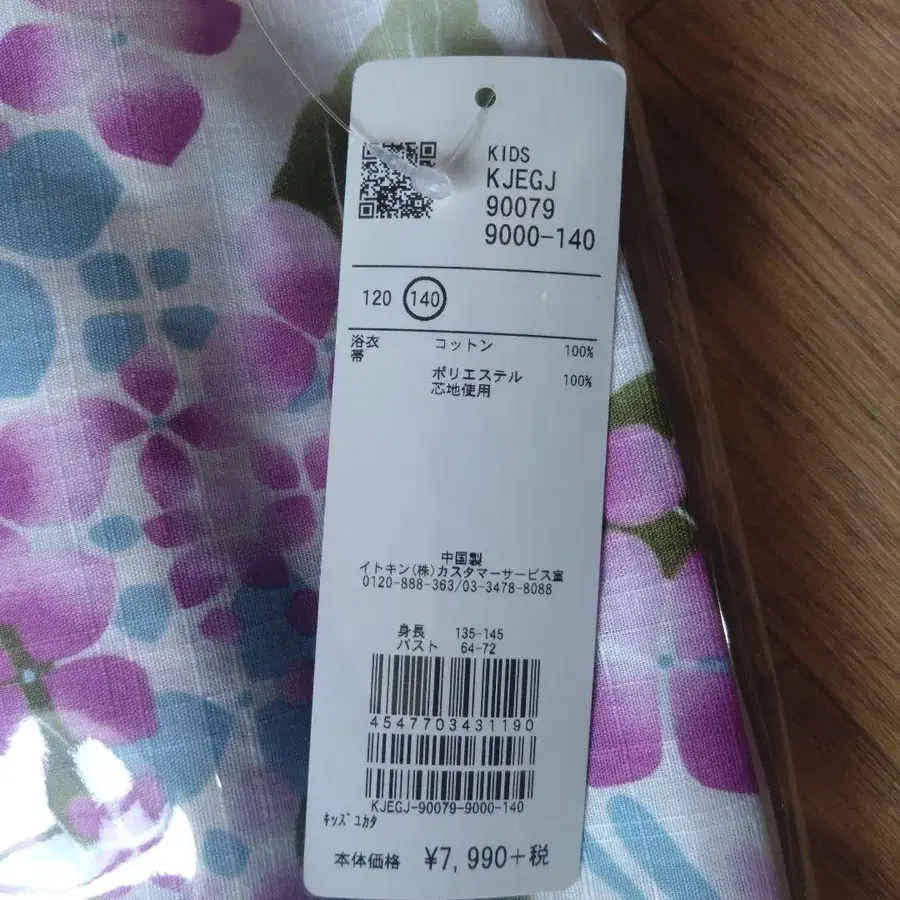 KIDS
KJEGJ
90079
9000-140
120 140
浴衣 コットン 100%
帯 ポリエステル 100%
芯地使用
中国製
イトキン(株)カスタマーサービス室
0120-888-363/03-3478-8088
身長 135-145
バスト 64-72
4547703431190
KJEGJ-90079-9000-140
キッズ ユカタ
本体価格 ¥7,990+税